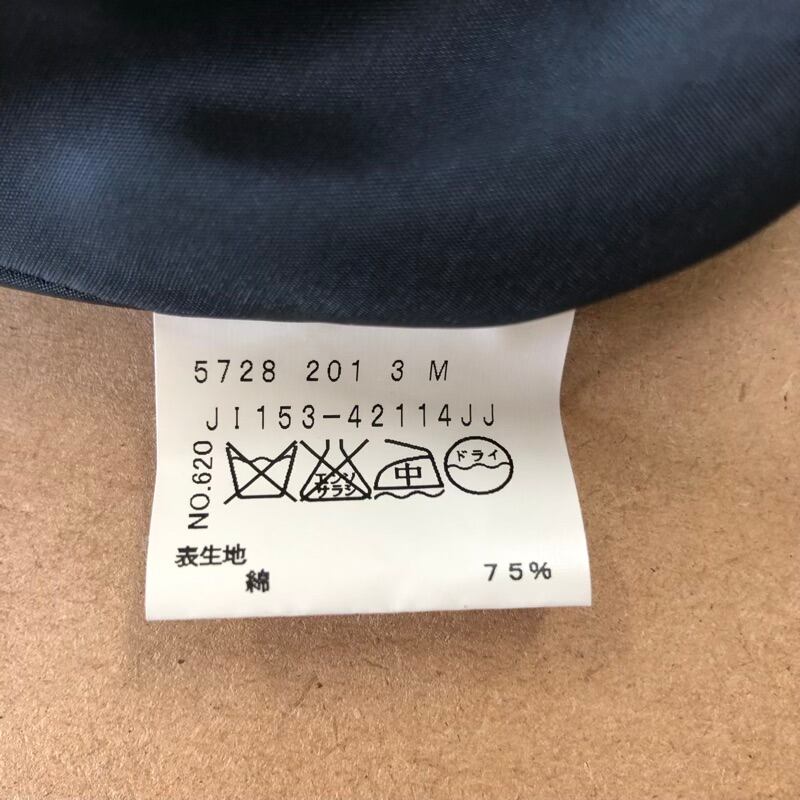 5728 201 3 M
JI153-42114JJ
NO.620
エンソ
サラシ
中
ドライ
表生地
綿 75%